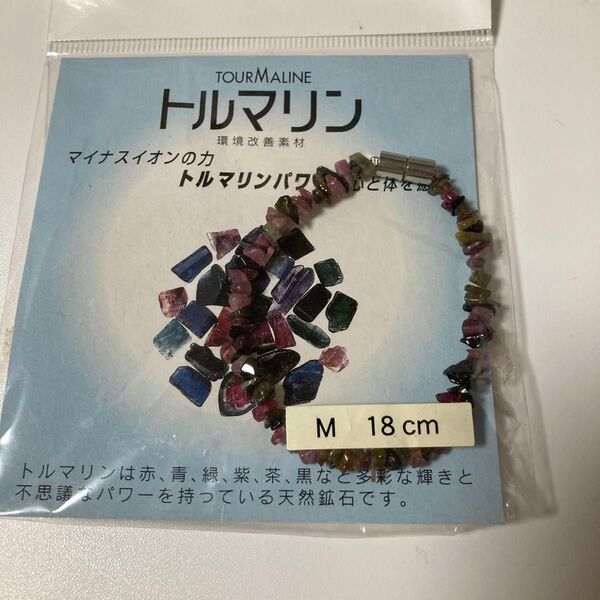 TOURMALINE
トルマリン
環境改善素材
マイナスイオンの力
トルマリンパワ
と体を
M 18cm
トルマリンは赤、青、緑、紫、茶、黒など多彩な輝きと
不思議なパワーを持っている天然鉱石です。